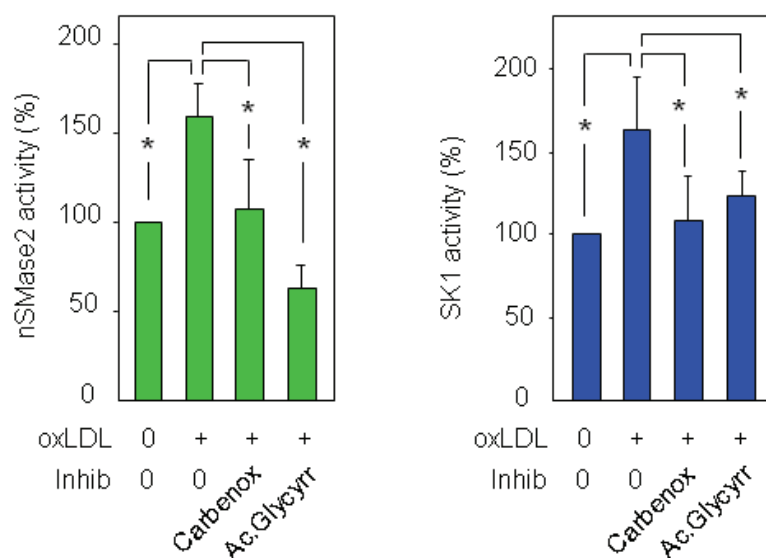 nSMase2 activity (%)
200
150
100
50
0
*
*
*
oxLDL 0 + + +
Inhib 0 0 Carbenox Ac.Glycyrr
SK1 activity (%)
200
150
100
50
0
*
*
*
0 + + +
0 0 Carbenox Ac.Glycyrr
oxLDL
Inhib